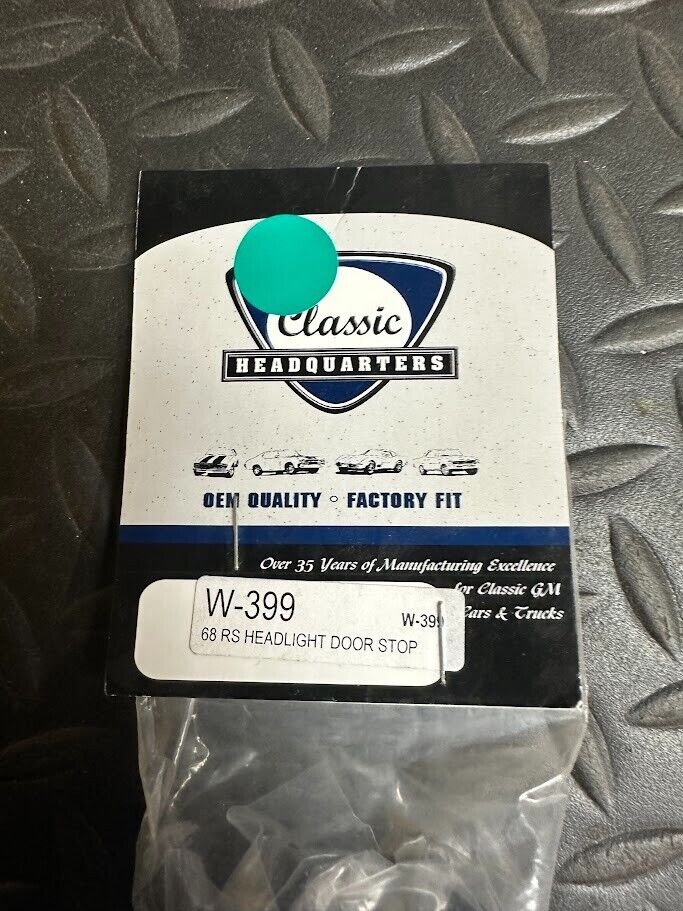 Classic
HEADQUARTERS
OEM QUALITY ° FACTORY FIT
Over 35 Years of Manufacturing Excellence
for Classic GM
Cars & Trucks
W-399
W-399
68 RS HEADLIGHT DOOR STOP